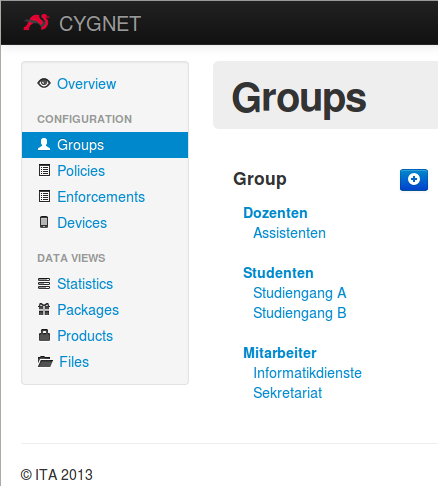 CYGNET
Overview
CONFIGURATION
Groups
Policies
Enforcements
Devices
DATA VIEWS
Statistics
Packages
Products
Files
Groups
Group
Dozenten
Assistenten
Studenten
Studiengang A
Studiengang B
Mitarbeiter
Informatikdienste
Sekretariat
© ITA 2013